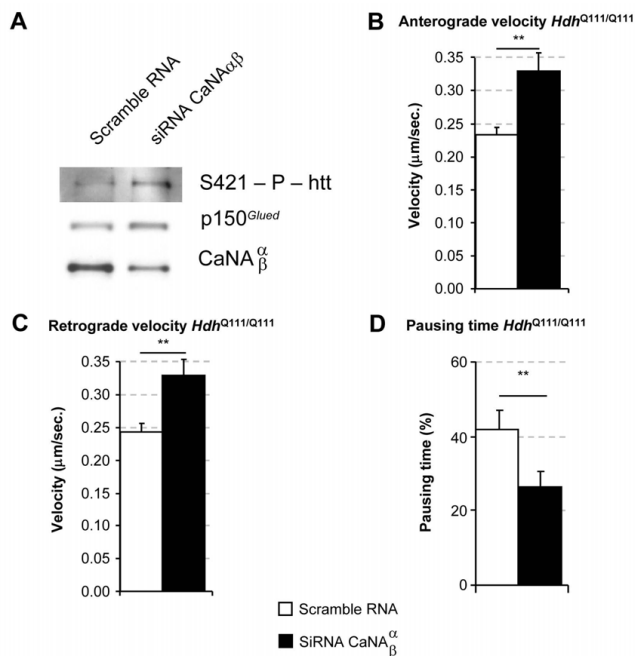 A
Scramble RNA
siRNA CaNAαβ
S421 – P – htt
p150Glued
CaNA α β
B
Anterograde velocity HdhQ111/Q111
**
Velocity (μm/sec.)
0.35
0.30
0.25
0.20
0.15
0.10
0.05
0.00
C
Retrograde velocity HdhQ111/Q111
**
Velocity (μm/sec.)
0.35
0.30
0.25
0.20
0.15
0.10
0.05
0.00
D
Pausing time HdhQ111/Q111
**
Pausing time (%)
60
40
20
0
Scramble RNA
SiRNA CaNA α β